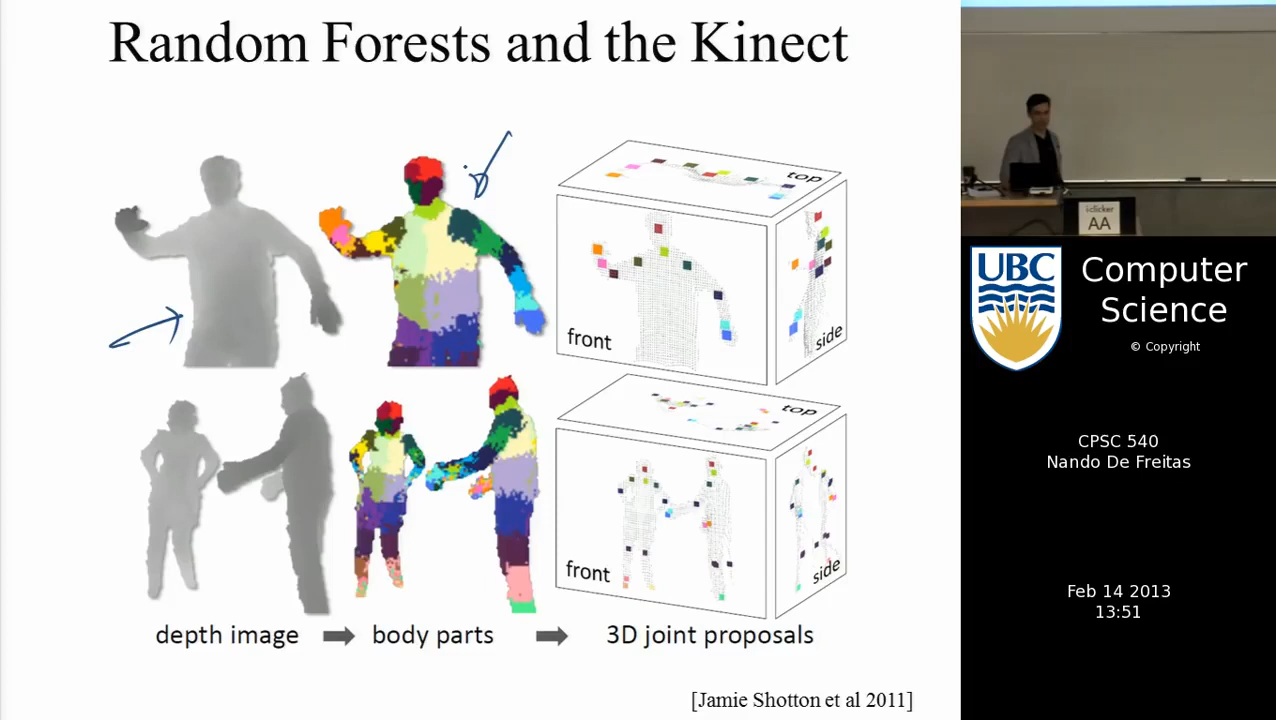 Random Forests and the Kinect
top
front
side
top
front
side
depth image
body parts
3D joint proposals
[Jamie Shotton et al 2011]
i·clicker
AA
UBC
Computer
Science
© Copyright
CPSC 540
Nando De Freitas
Feb 14 2013
13:51